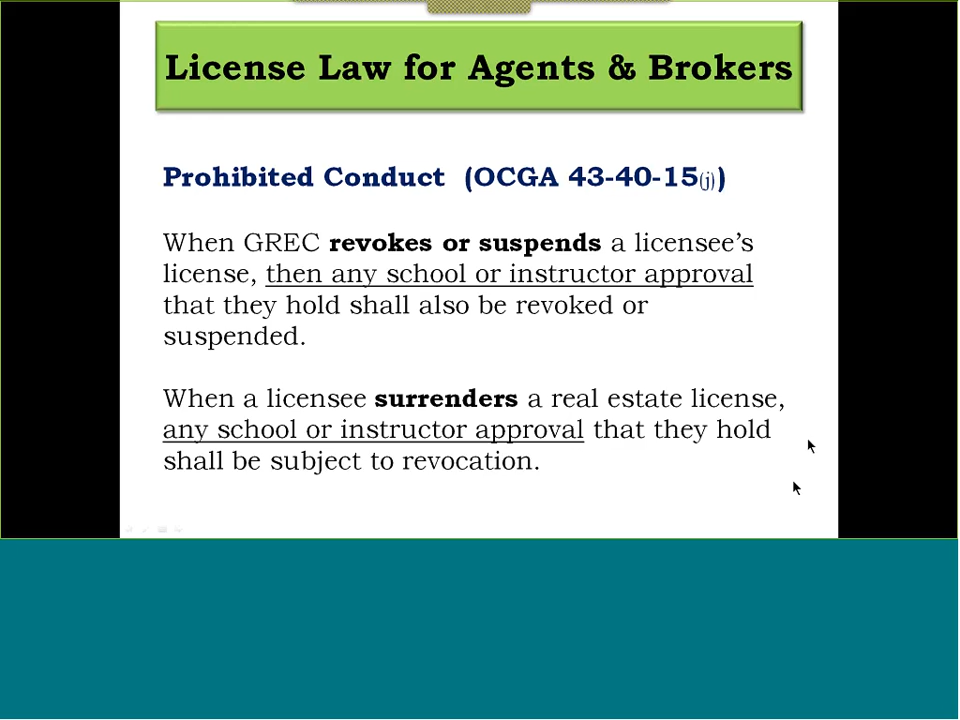 License Law for Agents & Brokers
Prohibited Conduct (OCGA 43-40-15(j))
When GREC revokes or suspends a licensee’s
license, then any school or instructor approval
that they hold shall also be revoked or
suspended.
When a licensee surrenders a real estate license,
any school or instructor approval that they hold
shall be subject to revocation.